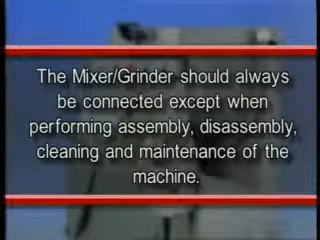 The Mixer/Grinder should always
be connected except when
performing assembly, disassembly,
cleaning and maintenance of the
machine.